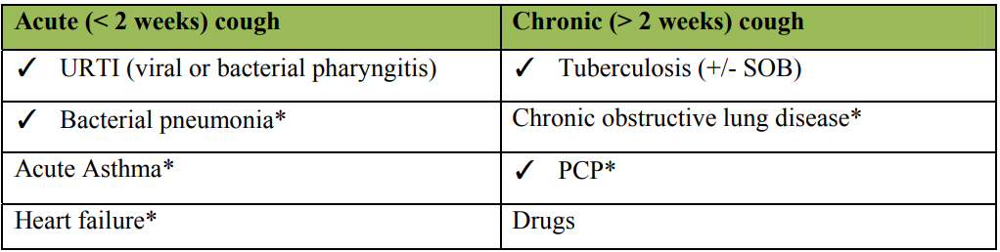 Acute (< 2 weeks) cough
Chronic (> 2 weeks) cough
✓ URTI (viral or bacterial pharyngitis)
✓ Tuberculosis (+/- SOB)
✓ Bacterial pneumonia*
Chronic obstructive lung disease*
Acute Asthma*
✓ PCP*
Heart failure*
Drugs